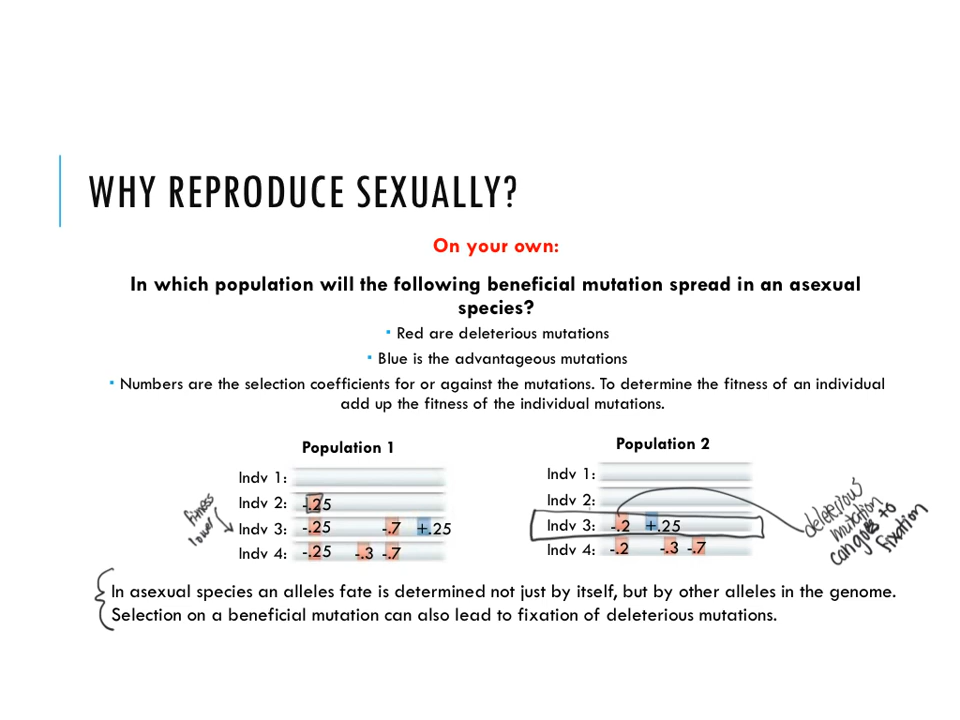 WHY REPRODUCE SEXUALLY?
On your own:
In which population will the following beneficial mutation spread in an asexual
species?
▪ Red are deleterious mutations
▪ Blue is the advantageous mutations
▪ Numbers are the selection coefficients for or against the mutations. To determine the fitness of an individual
add up the fitness of the individual mutations.
Population 1
Indv 1:
Indv 2: -.25
Indv 3: -.25 -.7 +.25
Indv 4: -.25 -.3 -.7
fitness
lower
Population 2
Indv 1:
Indv 2:
Indv 3: -.2 +.25
Indv 4: -.2 -.3 -.7
deleterious
mutation
can goes to
fixation
In asexual species an alleles fate is determined not just by itself, but by other alleles in the genome.
Selection on a beneficial mutation can also lead to fixation of deleterious mutations.